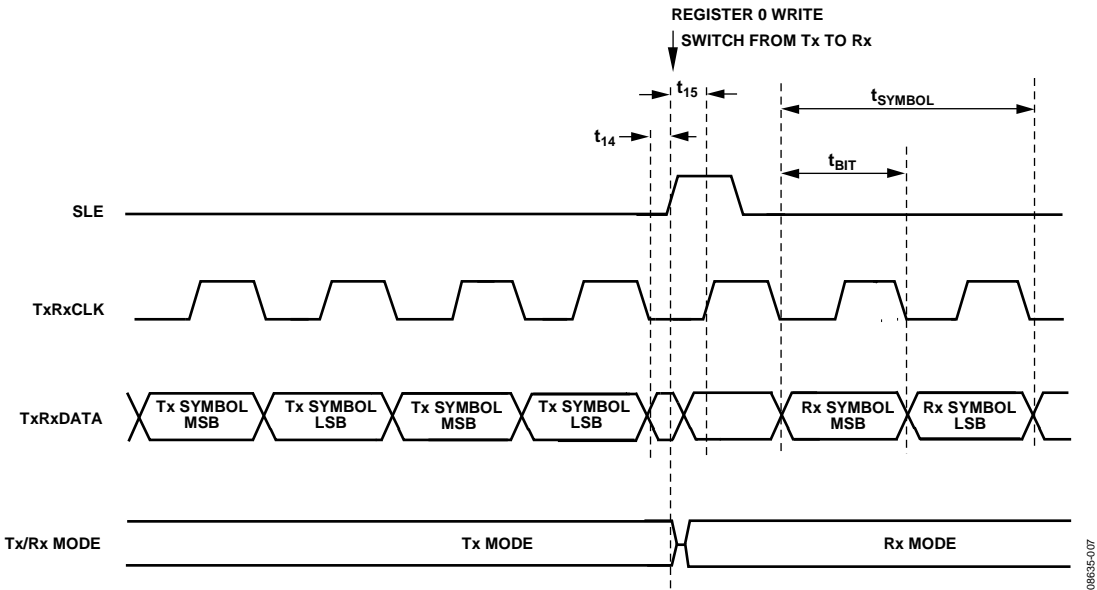 REGISTER 0 WRITE
SWITCH FROM Tx TO Rx
t15
tSYMBOL
t14
tBIT
SLE
TxRxCLK
TxRxDATA
Tx SYMBOL
MSB
Tx SYMBOL
LSB
Tx SYMBOL
MSB
Tx SYMBOL
LSB
Rx SYMBOL
MSB
Rx SYMBOL
LSB
Tx/Rx MODE
Tx MODE
Rx MODE
08635-007